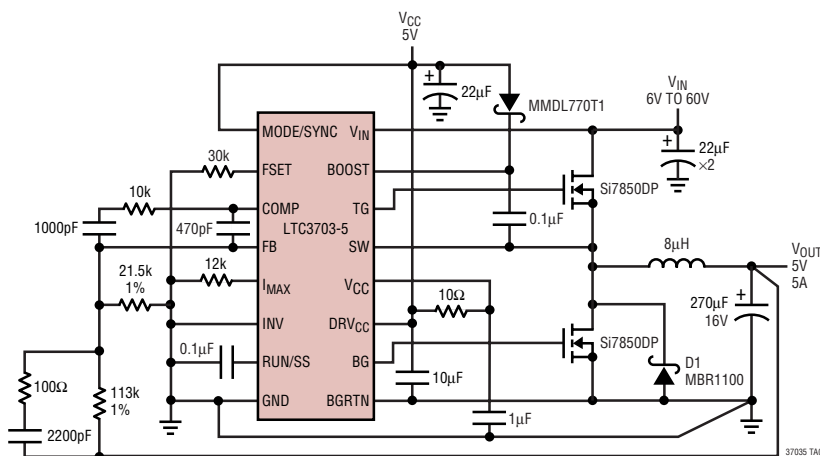 VCC
5V
22µF
+
MMDL770T1
VIN
6V TO 60V
+
22µF
×2
MODE/SYNC
VIN
30k
FSET
BOOST
10k
COMP
TG
Si7850DP
1000pF
470pF
LTC3703-5
0.1µF
FB
SW
8µH
VOUT
5V
5A
21.5k
1%
12k
IMAX
VCC
10Ω
270µF
16V
+
INV
DRVCC
Si7850DP
0.1µF
RUN/SS
BG
D1
MBR1100
100Ω
113k
1%
10µF
GND
BGRTN
1µF
2200pF
37035 TA04